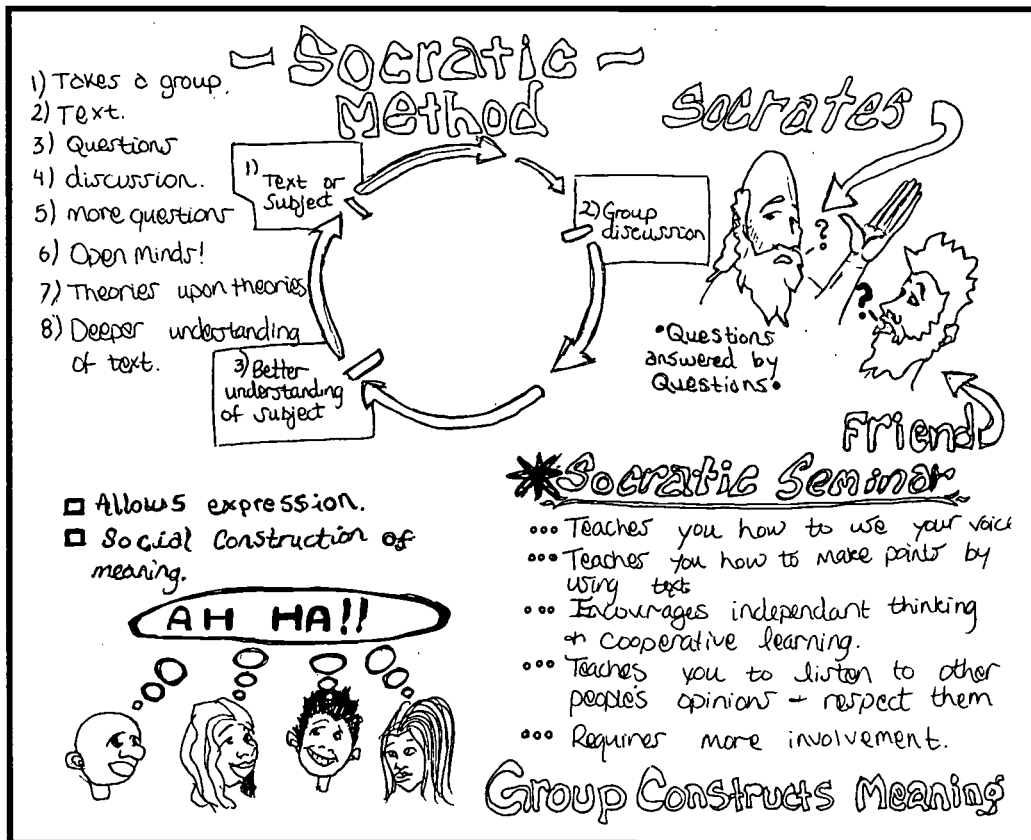 ~ Socratic ~
Method
1) Takes a group.
2) Text.
3) Questions
4) discussion.
5) more questions
6) Open Minds!
7) Theories upon theories
8) Deeper understanding
of text.
1)
Text or
Subject
2) Group
discussion
3) Better
understanding
of subject
Socrates
?
?
?
• Questions
answered by
Questions •
Friend
□ Allows expression.
□ Social Construction of
meaning.
AH HA!!
Socratic Seminar
... Teaches you how to use your voice
... Teaches you how to make points by
using text
... Encourages independant thinking
+ cooperative learning.
... Teaches you to listen to other
people's opinions + respect them
... Requires more involvement.
Group Constructs Meaning